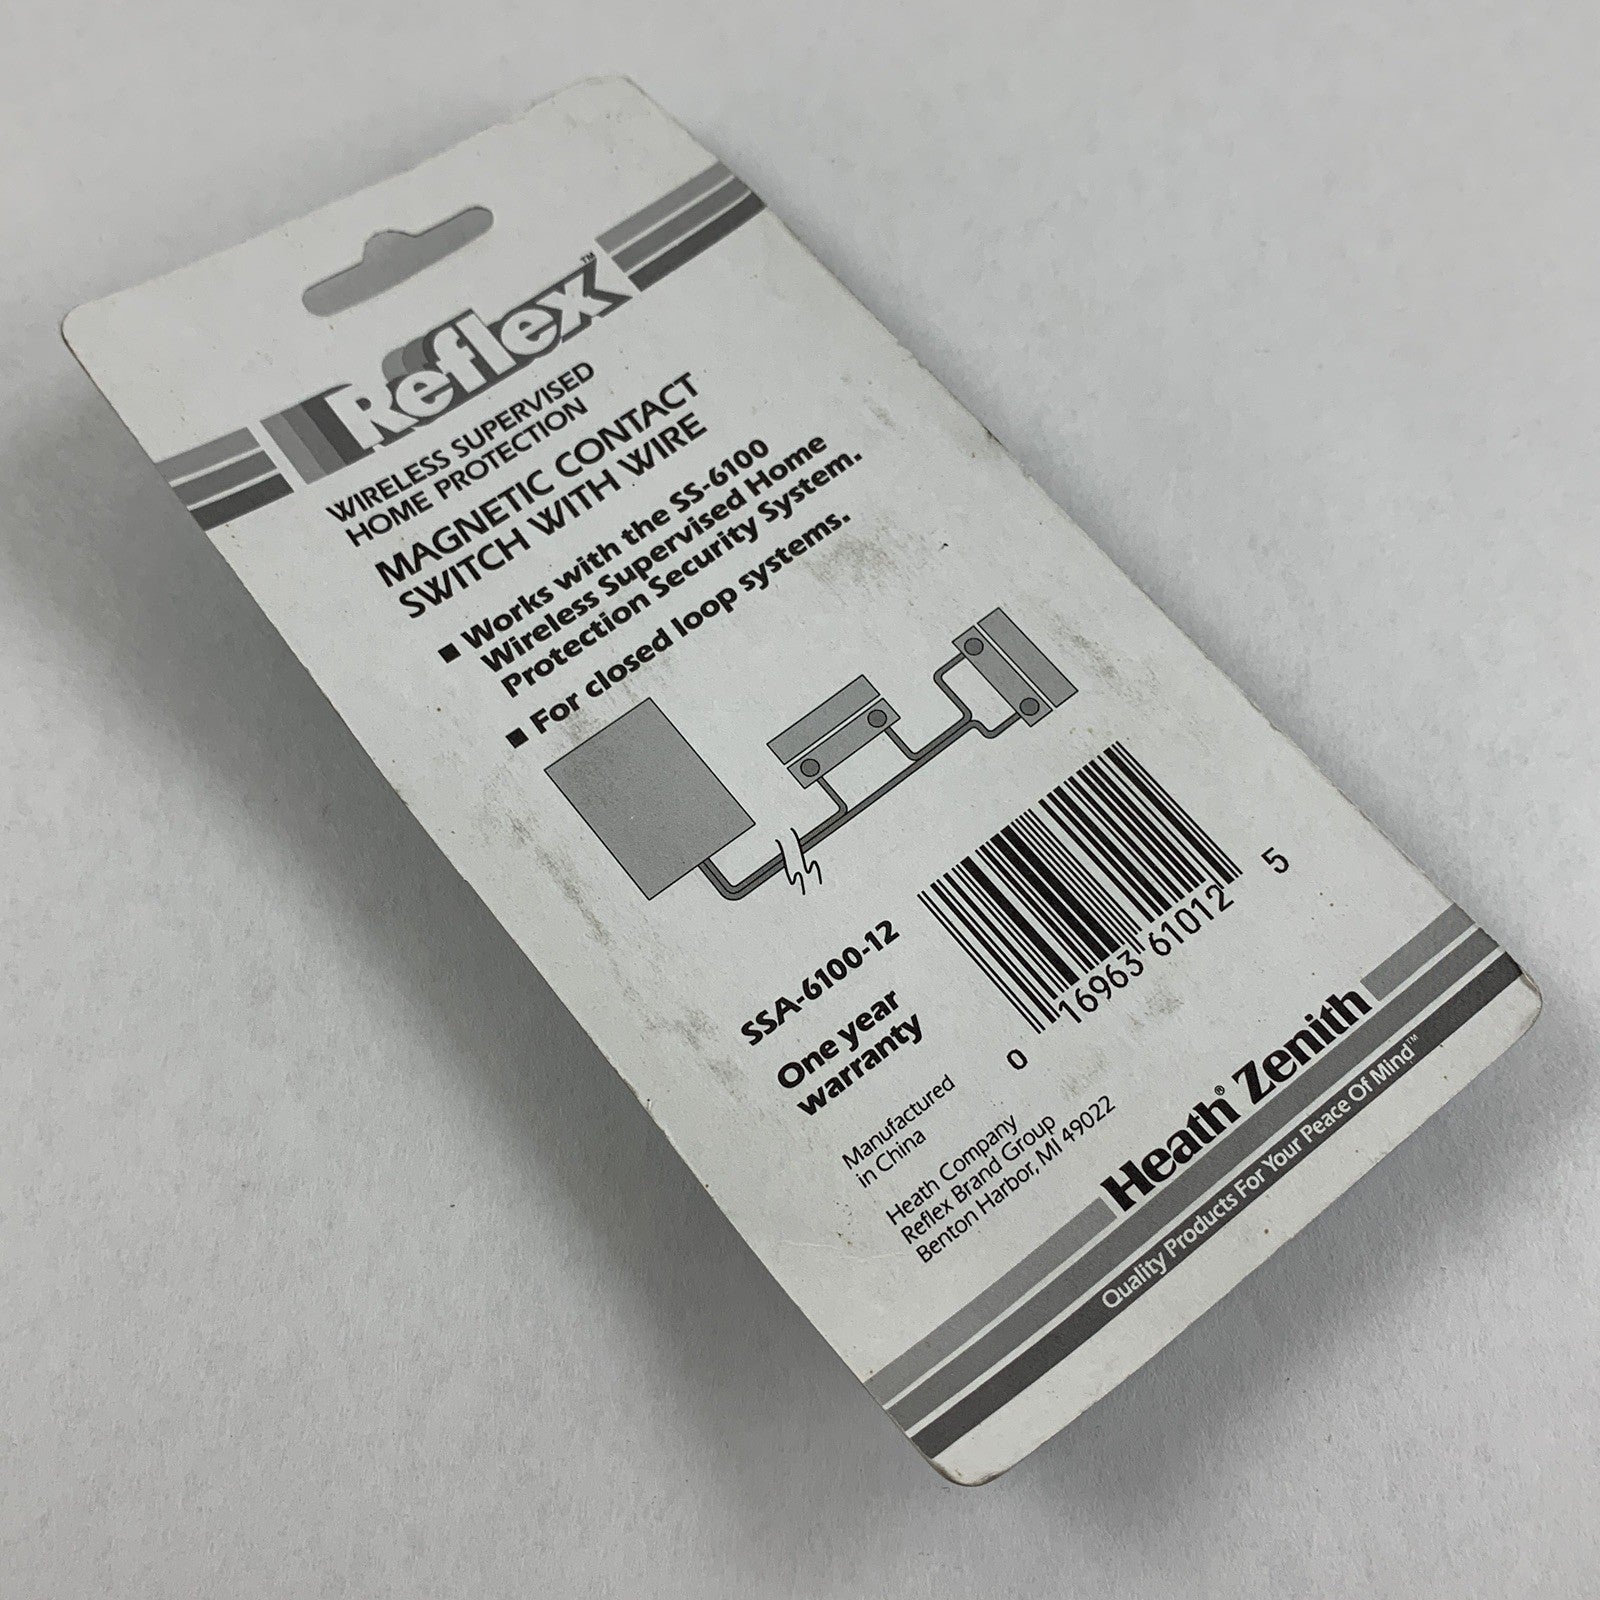 Reflex™
WIRELESS SUPERVISED
HOME PROTECTION
MAGNETIC CONTACT
SWITCH WITH WIRE
■ Works with the SS-6100
Wireless Supervised Home
Protection Security System.
■ For closed loop systems.
SSA-6100-12
One year
warranty
Manufactured
in China
Heath Company
Reflex Brand Group
Benton Harbor, MI 49022
0 16963 61012 5
Heath® Zenith
Quality Products For Your Peace Of Mind™